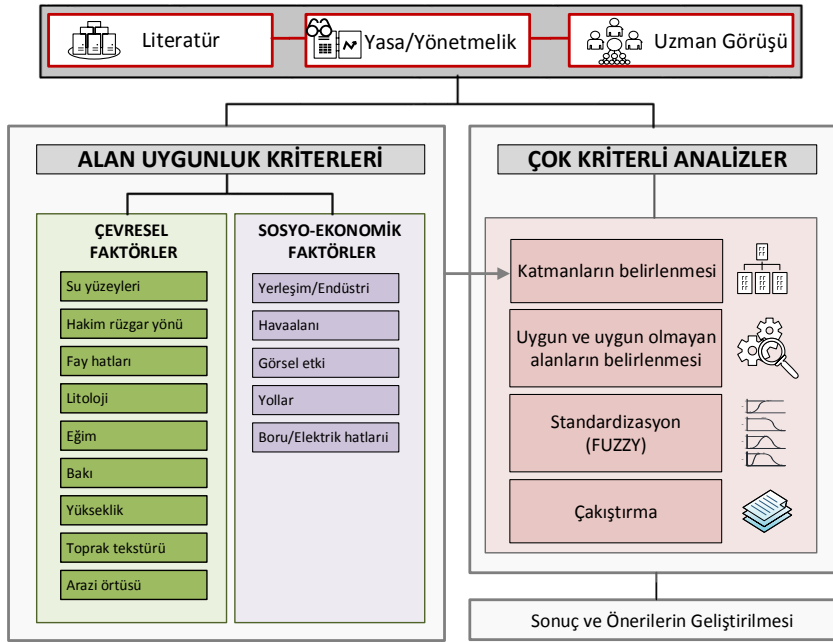 Literatür
Yasa/Yönetmelik
Uzman Görüşü
ALAN UYGUNLUK KRİTERLERİ
ÇEVRESEL
FAKTÖRLER
Su yüzeyleri
Hakim rüzgar yönü
Fay hatları
Litoloji
Eğim
Bakı
Yükseklik
Toprak tekstürü
Arazi örtüsü
SOSYO-EKONOMİK
FAKTÖRLER
Yerleşim/Endüstri
Havaalanı
Görsel etki
Yollar
Boru/Elektrik hatlarıi
ÇOK KRİTERLİ ANALİZLER
Katmanların belirlenmesi
Uygun ve uygun olmayan
alanların belirlenmesi
Standardizasyon
(FUZZY)
Çakıştırma
Sonuç ve Önerilerin Geliştirilmesi